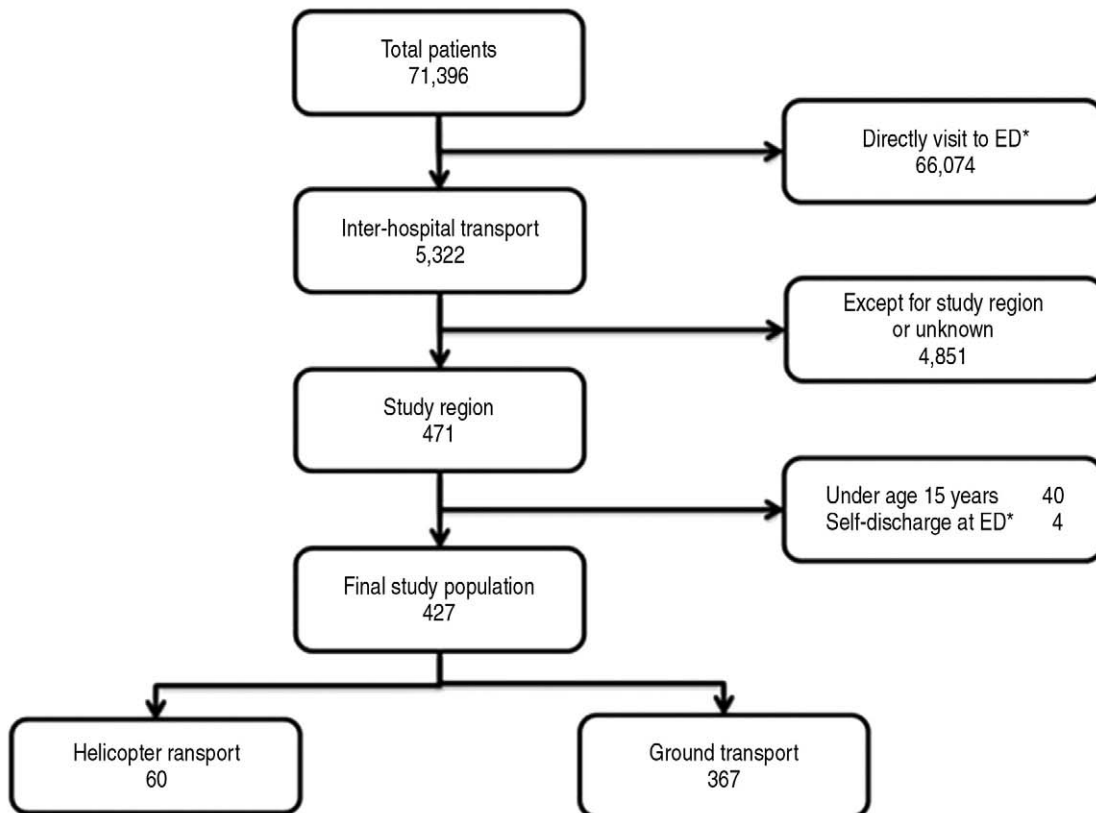 Total patients
71,396
Directly visit to ED*
66,074
Inter-hospital transport
5,322
Except for study region
or unknown
4,851
Study region
471
Under age 15 years 40
Self-discharge at ED* 4
Final study population
427
Helicopter ransport
60
Ground transport
367